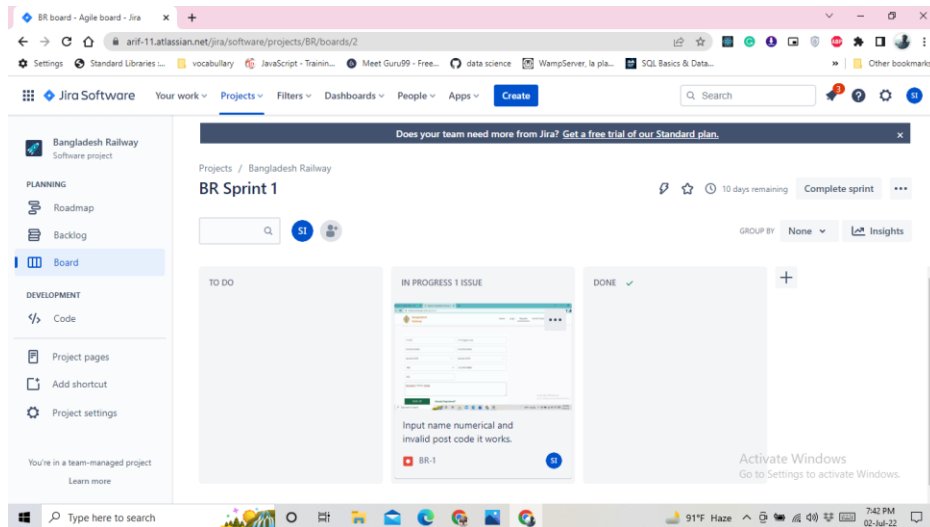 BR board - Agile board - Jira
arif-11.atlassian.net/jira/software/projects/BR/boards/2
Settings Standard Libraries :... vocabullary JavaScript - Trainin... Meet Guru99 - Free... data science WampServer, la pla... SQL Basics & Data... Other bookmarks
Jira Software Your work Projects Filters Dashboards People Apps Create Search 3 SI
Does your team need more from Jira? Get a free trial of our Standard plan.
Bangladesh Railway
Software project
PLANNING
Roadmap
Backlog
Board
DEVELOPMENT
Code
Project pages
Add shortcut
Project settings
You're in a team-managed project
Learn more
Projects / Bangladesh Railway
BR Sprint 1
10 days remaining Complete sprint
SI
GROUP BY None Insights
TO DO
IN PROGRESS 1 ISSUE
Input name numerical and
invalid post code it works.
BR-1 SI
DONE
Activate Windows
Go to Settings to activate Windows.
Type here to search
91°F Haze
7:42 PM
02-Jul-22